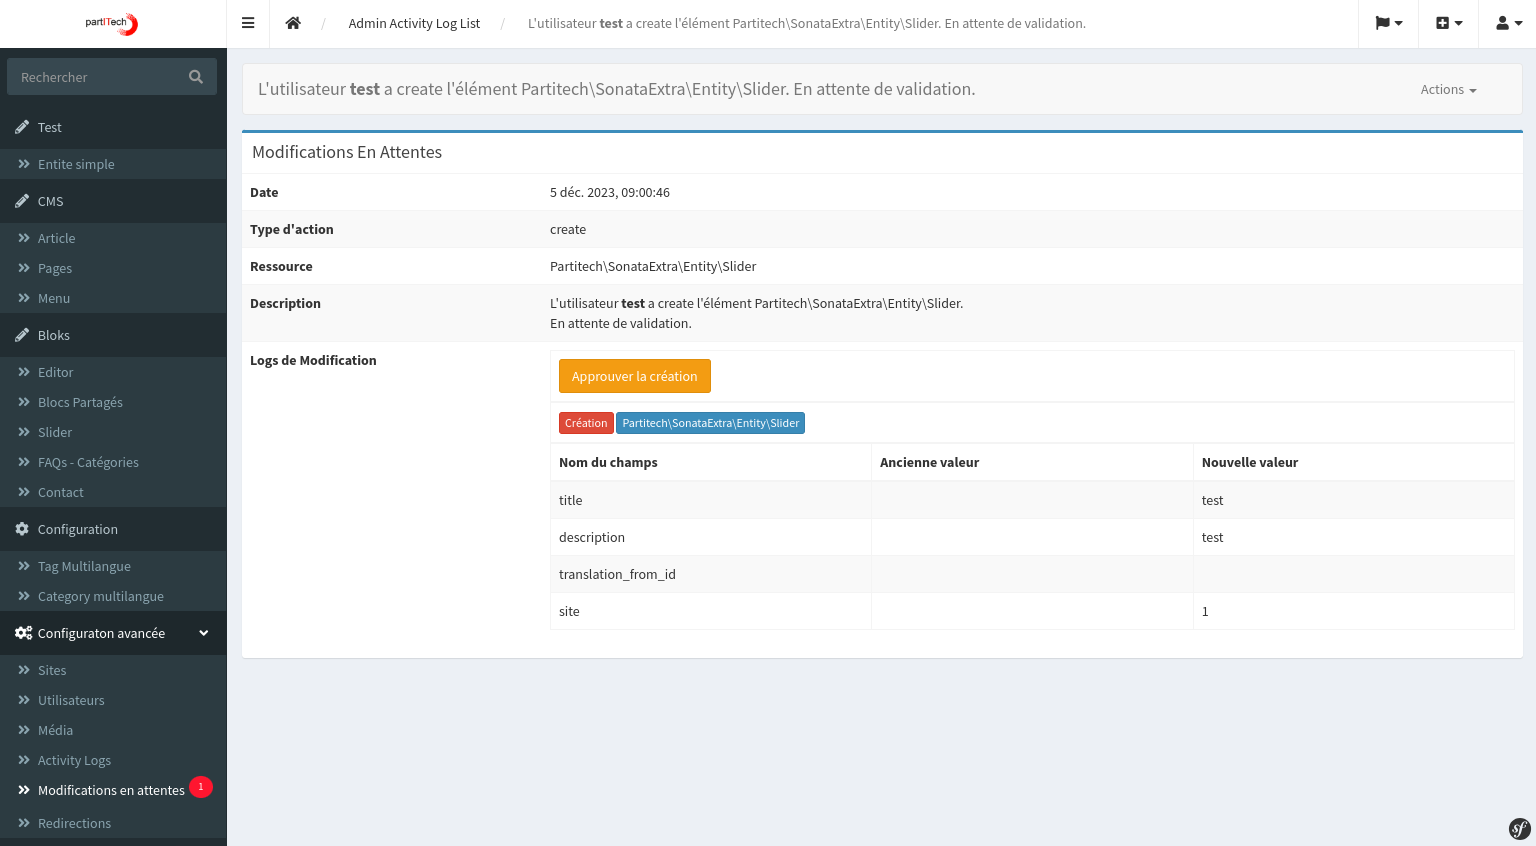 partITech
/
Admin Activity Log List
/
L'utilisateur test a create l'élément Partitech\SonataExtra\Entity\Slider. En attente de validation.
Rechercher
Test
Entite simple
CMS
Article
Pages
Menu
Bloks
Editor
Blocs Partagés
Slider
FAQs - Catégories
Contact
Configuration
Tag Multilangue
Category multilangue
Configuraton avancée
Sites
Utilisateurs
Média
Activity Logs
Modifications en attentes 1
Redirections
L'utilisateur test a create l'élément Partitech\SonataExtra\Entity\Slider. En attente de validation.
Actions
Modifications En Attentes
Date 5 déc. 2023, 09:00:46
Type d'action create
Ressource Partitech\SonataExtra\Entity\Slider
Description L'utilisateur test a create l'élément Partitech\SonataExtra\Entity\Slider.
En attente de validation.
Logs de Modification
Approuver la création
Création Partitech\SonataExtra\Entity\Slider
Nom du champs Ancienne valeur Nouvelle valeur
title test
description test
translation_from_id
site 1
sf